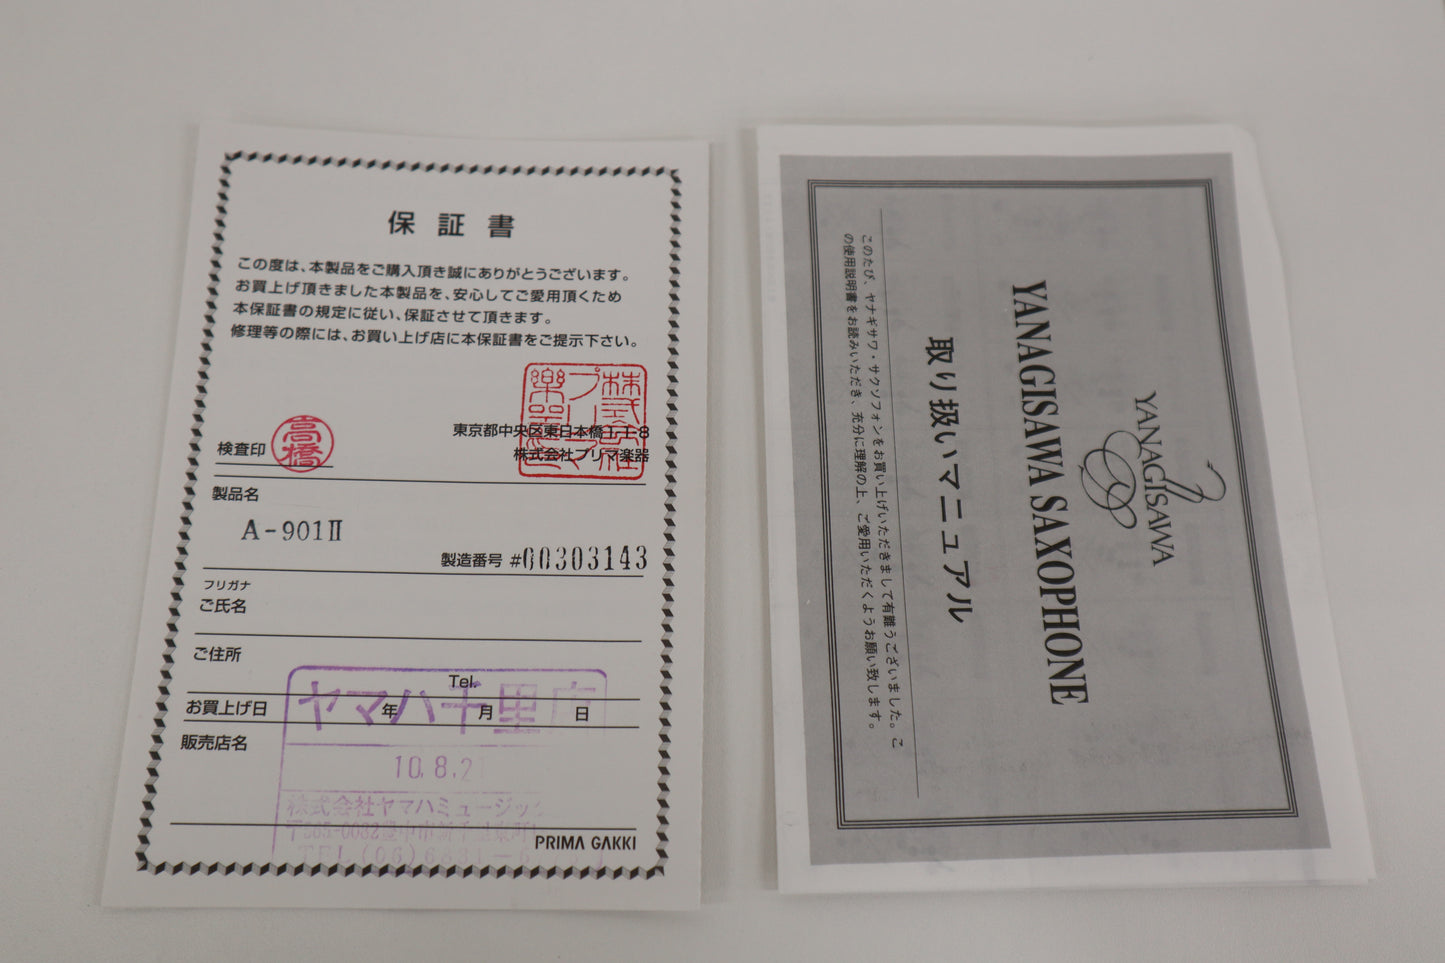 保証書
この度は、本製品をご購入頂き誠にありがとうございます。
お買上げ頂きました本製品を、安心してご愛用頂くため
本保証書の規定に従い、保証させて頂きます。
修理等の際には、お買い上げ店に本保証書をご提示下さい。
検査印
高橋
東京都中央区東日本橋1-1-8
株式会社プリマ楽器
製品名
A-901Ⅱ
製造番号 #00303143
フリガナ
ご氏名
ご住所
Tel.
ヤマハ千里店
お買上げ日 年 月 日
販売店名
10.8.21
株式会社ヤマハミュージッ
TEL(06)
PRIMA GAKKI
YANAGISAWA
YANAGISAWA SAXOPHONE
取り扱いマニュアル
このたび、ヤナギサワ・サクソフォンをお買い上げいただきまして有難うございました。こ
の使用説明書をお読みいただき、充分に理解の上、ご愛用いただくようお願い致します。